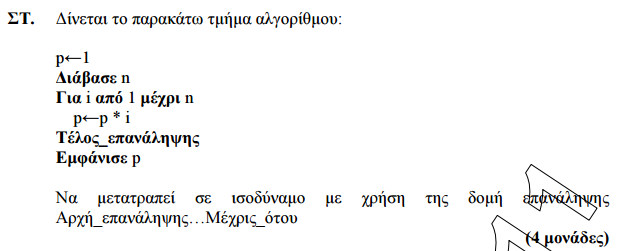 ΣΤ. Δίνεται το παρακάτω τμήμα αλγορίθμου:
p←1
Διάβασε n
Για i από 1 μέχρι n
p←p * i
Τέλος_επανάληψης
Εμφάνισε p
Να μετατραπεί σε ισοδύναμο με χρήση της δομή επανάληψης
Αρχή_επανάληψης…Μέχρις_ότου
(4 μονάδες)